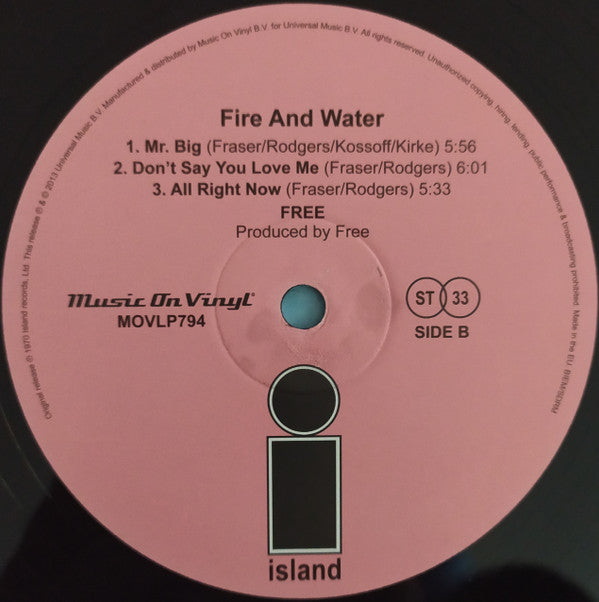 Original release ℗ 1970 Island records, Ltd. This release ℗ & © 2013 Universal Music B.V. Manufactured & distributed by Music On Vinyl B.V. for Universal Music B.V. All rights reserved. Unauthorized copying, hiring, lending, public performance & broadcasting prohibited. Made in the EU. BIEM/SDRM
Fire And Water
1. Mr. Big (Fraser/Rodgers/Kossoff/Kirke) 5:56
2. Don't Say You Love Me (Fraser/Rodgers) 6:01
3. All Right Now (Fraser/Rodgers) 5:33
FREE
Produced by Free
Music On Vinyl®
MOVLP794
ST 33
SIDE B
i
island